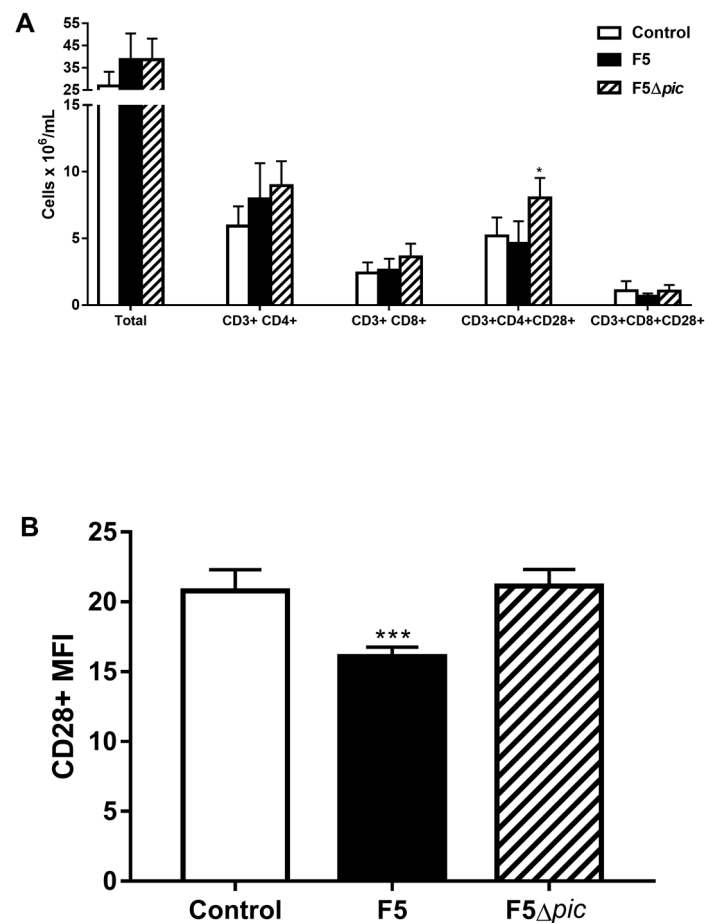 A
Control
F5
F5Δpic
Cells x 10⁶/mL
55
45
35
25
15
10
5
0
Total
CD3+ CD4+
CD3+ CD8+
CD3+CD4+CD28+
CD3+CD8+CD28+
*
B
CD28+ MFI
25
20
15
10
5
0
***
Control
F5
F5Δpic